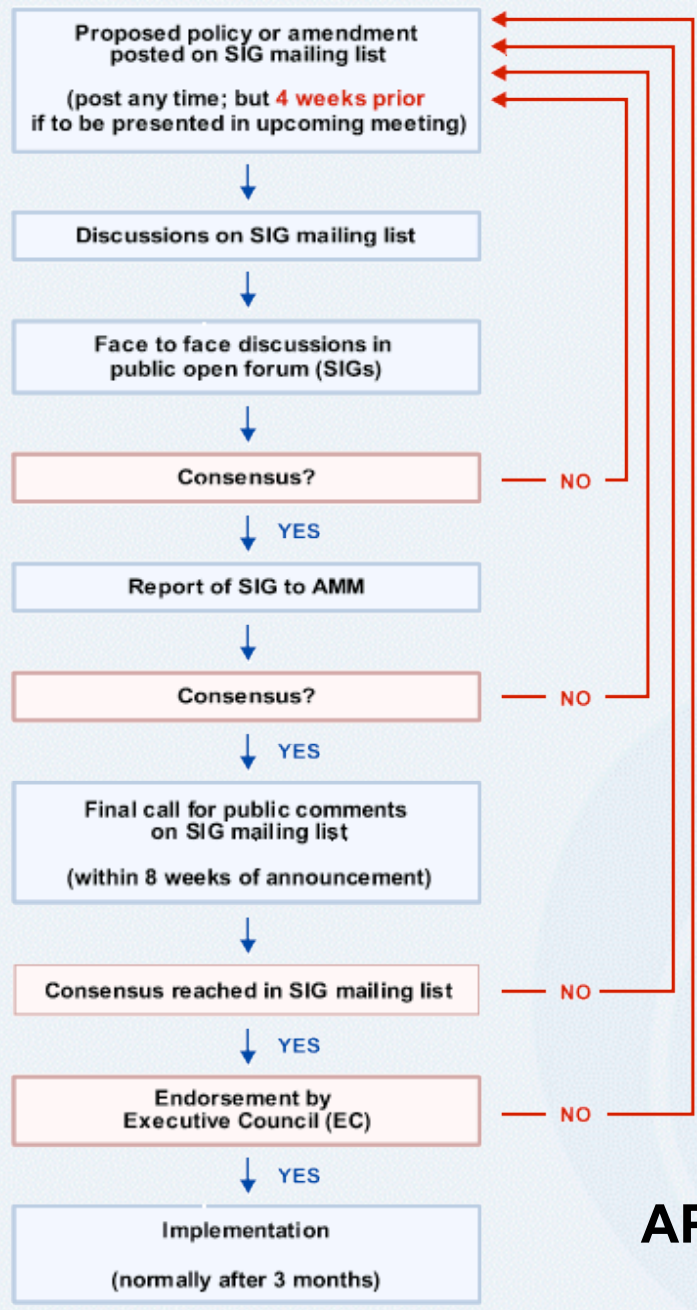 Proposed policy or amendment
posted on SIG mailing list
(post any time; but 4 weeks prior
if to be presented in upcoming meeting)
Discussions on SIG mailing list
Face to face discussions in
public open forum (SIGs)
Consensus?
NO
YES
Report of SIG to AMM
Consensus?
NO
YES
Final call for public comments
on SIG mailing list
(within 8 weeks of announcement)
Consensus reached in SIG mailing list
NO
YES
Endorsement by
Executive Council (EC)
NO
YES
Implementation
(normally after 3 months)